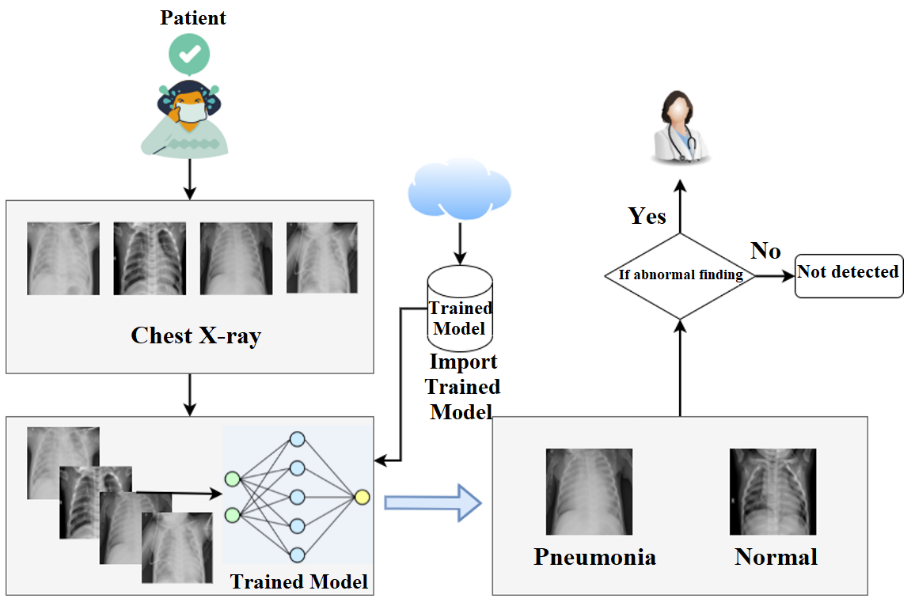 Patient
Chest X-ray
Trained
Model
Import
Trained
Model
Trained Model
Pneumonia
Normal
If abnormal finding
Yes
No
Not detected